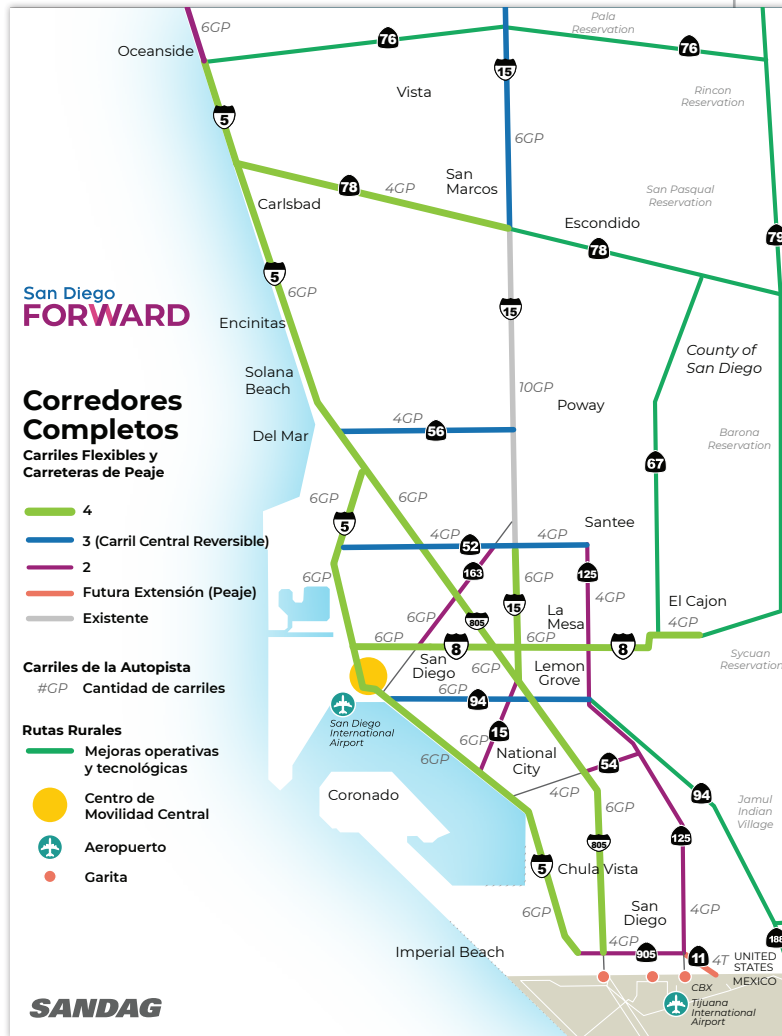 6GP
Pala
Reservation
Oceanside
76
76
15
5
Vista
Rincon
Reservation
6GP
San
Marcos
78
4GP
San Pasqual
Reservation
Carlsbad
Escondido
78
79
5
6GP
San Diego
FORWARD
15
Encinitas
County of
San Diego
Solana
Beach
10GP
Poway
Corredores
Completos
4GP
56
Del Mar
Barona
Reservation
Carriles Flexibles y
Carreteras de Peaje
67
6GP
6GP
4
5
Santee
3 (Carril Central Reversible)
4GP
52
4GP
2
163
125
6GP
6GP
Futura Extensión (Peaje)
4GP
15
El Cajon
Existente
6GP
805
La
Mesa
4GP
6GP
8
6GP
8
Carriles de la Autopista
San
Diego
6GP
Lemon
Grove
Sycuan
Reservation
#GP
Cantidad de carriles
6GP
94
San Diego
International
Airport
Rutas Rurales
15
Mejoras operativas
y tecnológicas
6GP
National
City
54
Centro de
Movilidad Central
Coronado
4GP
94
6GP
Jamul
Indian
Village
125
Aeropuerto
805
5
Chula Vista
Garita
6GP
San
Diego
4GP
188
Imperial Beach
4GP
905
11
4T
UNITED
STATES
MEXICO
CBX
Tijuana
International
Airport
SANDAG